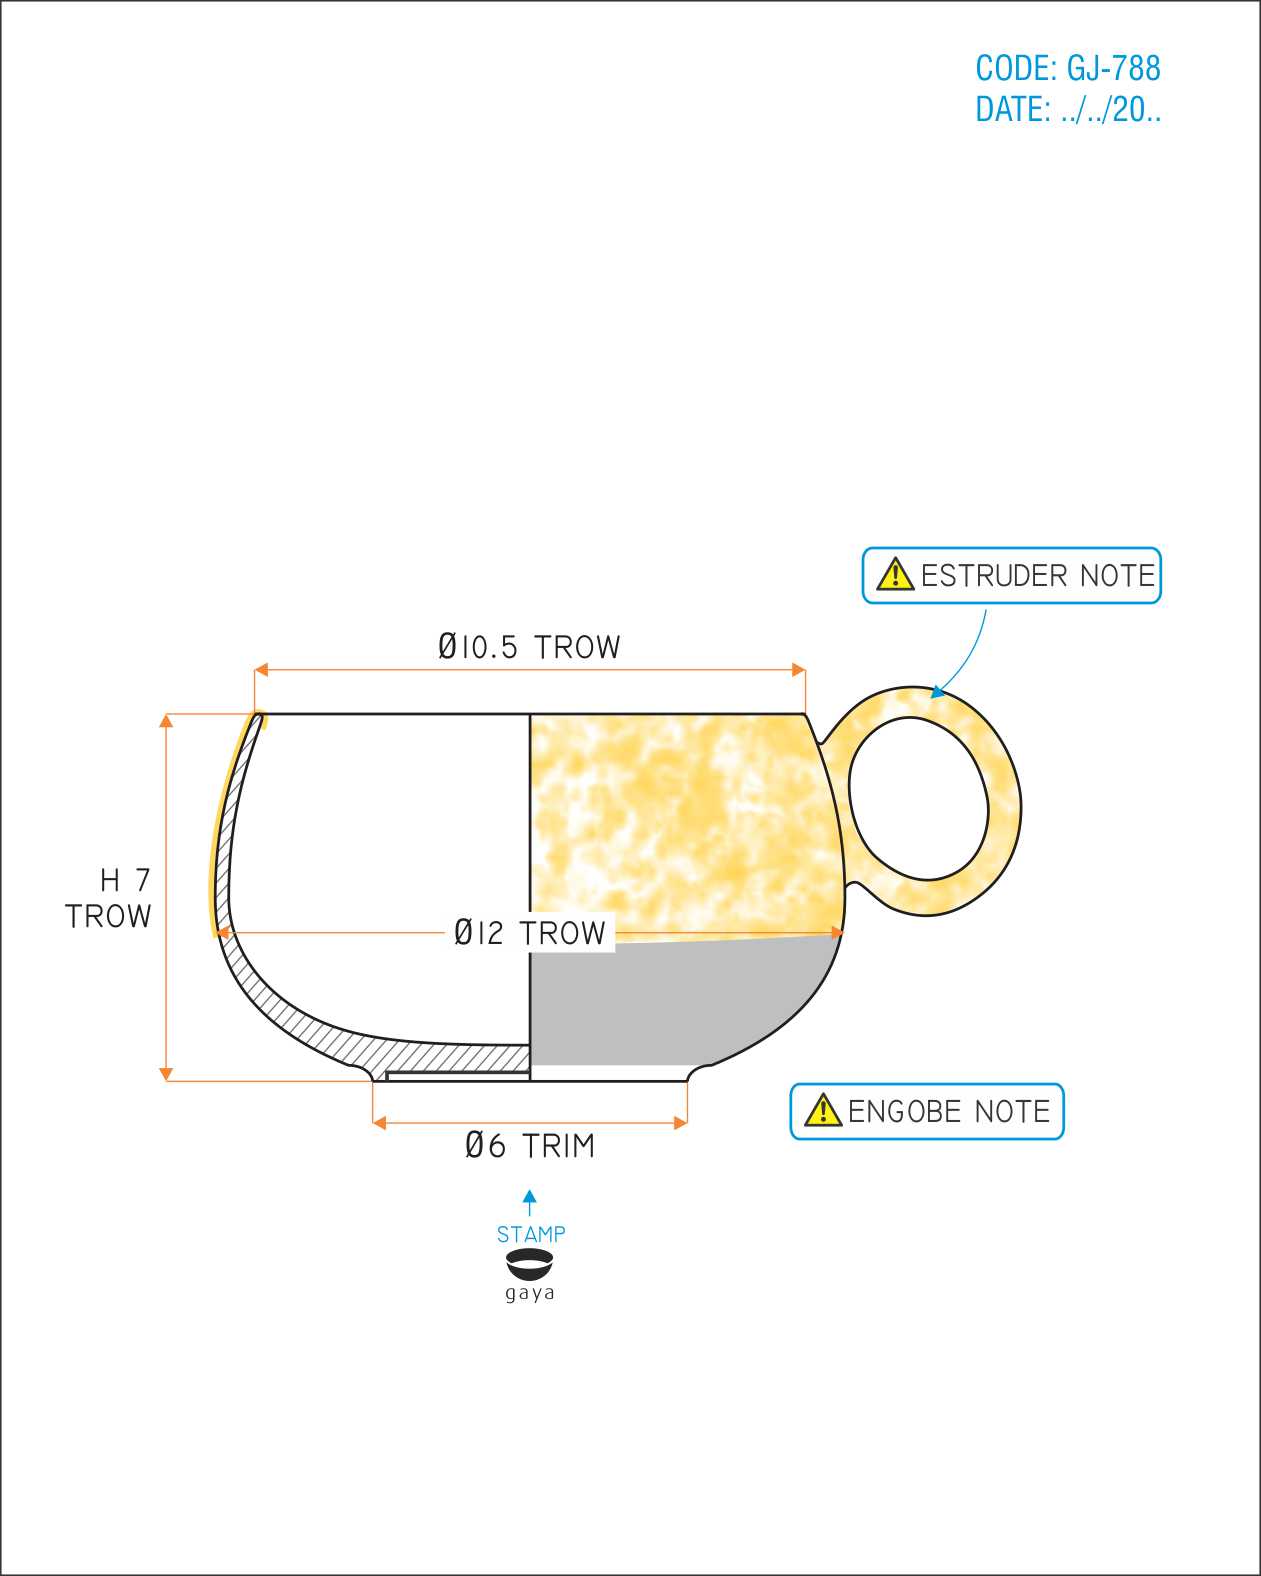 CODE: GJ-788
DATE: ../../20..
ESTRUDER NOTE
Ø10.5 TROW
H 7
TROW
Ø12 TROW
ENGOBE NOTE
Ø6 TRIM
STAMP
gaya